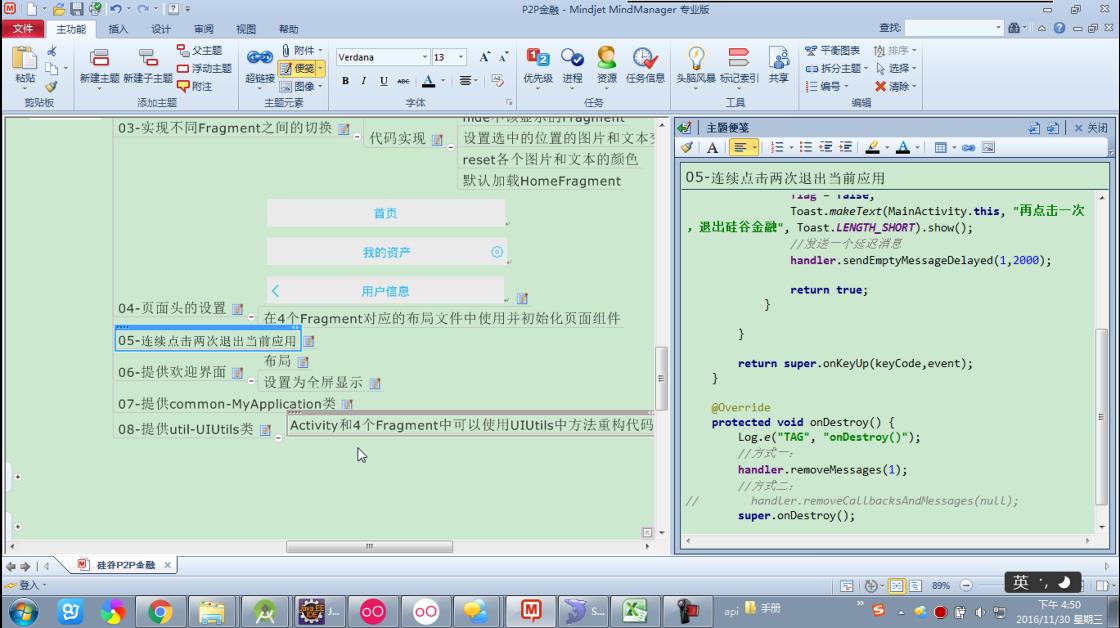 P2P金融 - Mindjet MindManager 专业版
文件 主功能 插入 设计 审阅 视图 帮助 查找:
粘贴 新建主题 新建子主题 父主题 浮动主题 附注 超链接 附件 便笺 图像 Verdana 13 优先级 进程 资源 任务信息 头脑风暴 标记索引 共享 平衡图表 拆分主题 编号 排序 选择 清除
B I U ABC A
剪贴板 添加主题 主题元素 字体 任务 工具 编辑
03-实现不同Fragment之间的切换
代码实现
hide不该显示的Fragment
设置选中的位置的图片和文本变
reset各个图片和文本的颜色
默认加载HomeFragment
首页
我的资产
用户信息
04-页面头的设置
在4个Fragment对应的布局文件中使用并初始化页面组件
05-连续点击两次退出当前应用
06-提供欢迎界面
布局
设置为全屏显示
07-提供common-MyApplication类
08-提供util-UIUtils类
Activity和4个Fragment中可以使用UIUtils中方法重构代码
主题便笺 关闭
05-连续点击两次退出当前应用
flag = false;
Toast.makeText(MainActivity.this, "再点击一次
，退出硅谷金融", Toast.LENGTH_SHORT).show();
//发送一个延迟消息
handler.sendEmptyMessageDelayed(1,2000);
return true;
}
}
return super.onKeyUp(keyCode,event);
}
@Override
protected void onDestroy() {
Log.e("TAG", "onDestroy()");
//方式一：
handler.removeMessages(1);
//方式二：
// handler.removeCallbacksAndMessages(null);
super.onDestroy();
硅谷P2P金融
登入 89%
英
J... S... api 手册
下午 4:50
2016/11/30 星期三